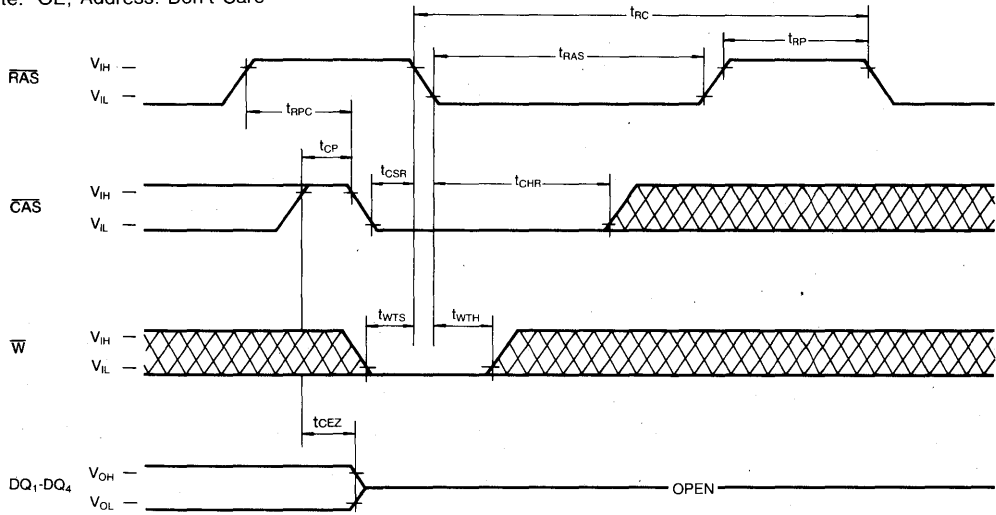 te: OE, Address: Don't Care
tRC
tRAS
tRP
RAS
VIH
VIL
tRPC
tCP
tCSR
tCHR
CAS
VIH
VIL
tWTS
tWTH
W
VIH
VIL
tCEZ
DQ1-DQ4
VOH
VOL
OPEN